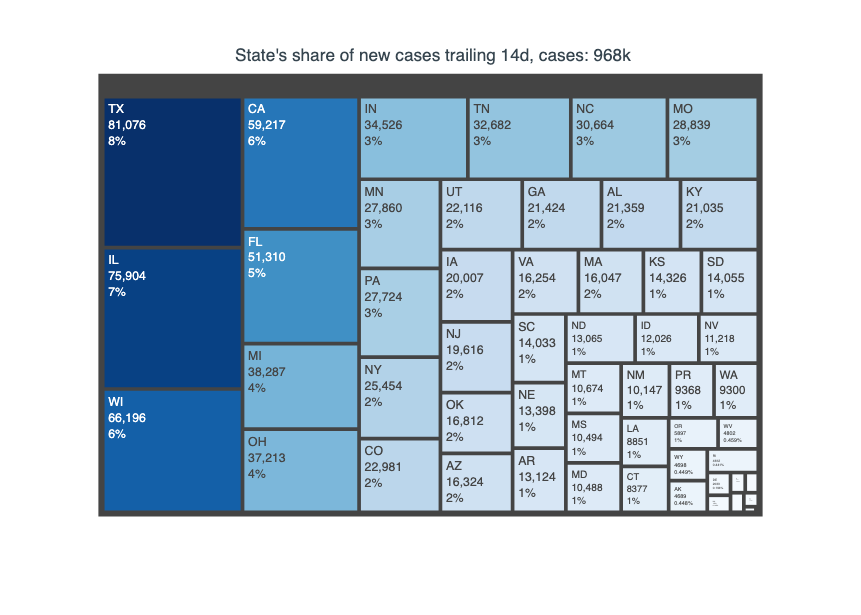 State's share of new cases trailing 14d, cases: 968k
TX
81,076
8%
IL
75,904
7%
WI
66,196
6%
CA
59,217
6%
FL
51,310
5%
MI
38,287
4%
OH
37,213
4%
IN
34,526
3%
TN
32,682
3%
NC
30,664
3%
MO
28,839
3%
MN
27,860
3%
PA
27,724
3%
NY
25,454
2%
CO
22,981
2%
UT
22,116
2%
GA
21,424
2%
AL
21,359
2%
KY
21,035
2%
IA
20,007
2%
NJ
19,616
2%
OK
16,812
2%
AZ
16,324
2%
VA
16,254
2%
MA
16,047
2%
KS
14,326
1%
SD
14,055
1%
SC
14,033
1%
NE
13,398
1%
AR
13,124
1%
ND
13,065
1%
ID
12,026
1%
NV
11,218
1%
MT
10,674
1%
MS
10,494
1%
MD
10,488
1%
NM
10,147
1%
PR
9368
1%
WA
9300
1%
LA
8851
1%
CT
8377
1%
OR
5897
1%
WV
4802
0.459%
WY
4698
0.449%
AK
4689
0.448%